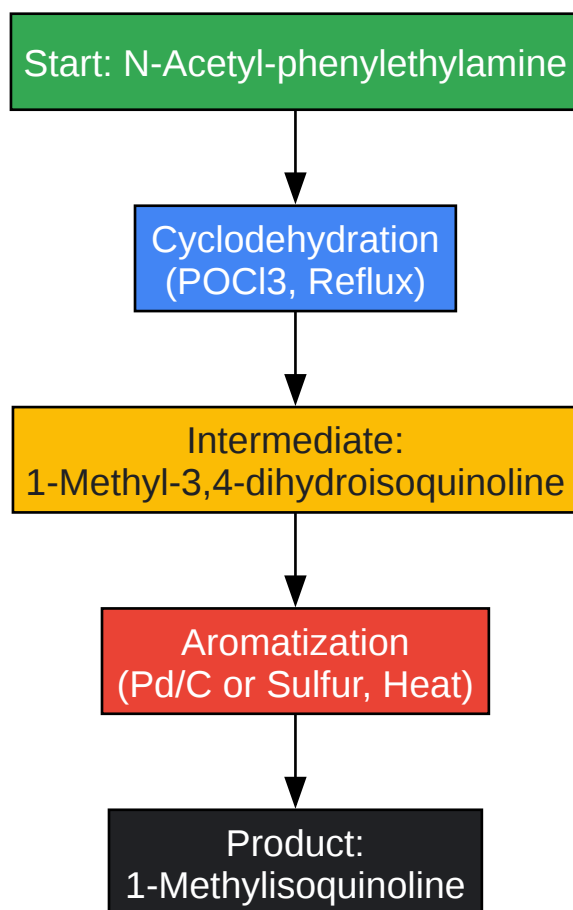 Start: N-Acetyl-phenylethylamine
Cyclodehydration
(POCl3, Reflux)
Intermediate:
1-Methyl-3,4-dihydroisoquinoline
Aromatization
(Pd/C or Sulfur, Heat)
Product:
1-Methylisoquinoline